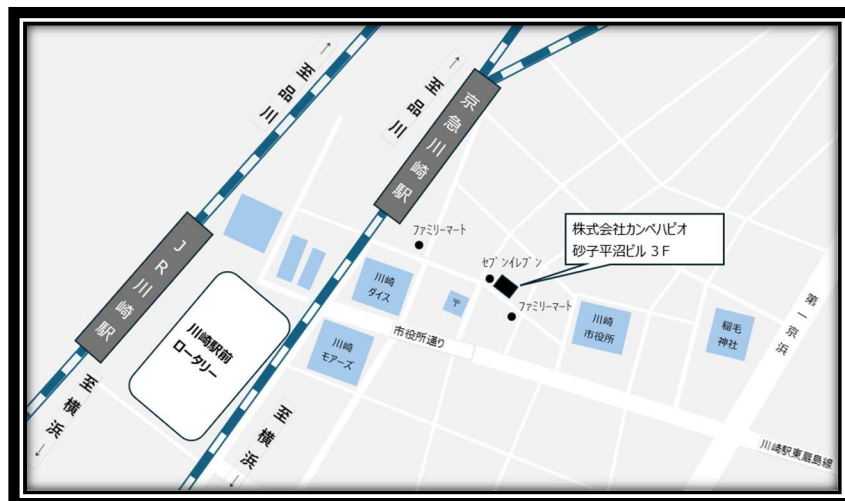 ↑
至品川
↑
至品川
京急川崎駅
JR川崎駅
川崎駅前
ロータリー
至横浜
↓
至横浜
↓
ファミリーマート
川崎
ダイス
川崎
モアーズ
〒
セブンイレブン
ファミリーマート
株式会社カンペハピオ
砂子平沼ビル 3F
市役所通り
川崎
市役所
稲毛
神社
第一京浜
川崎駅東扇島線